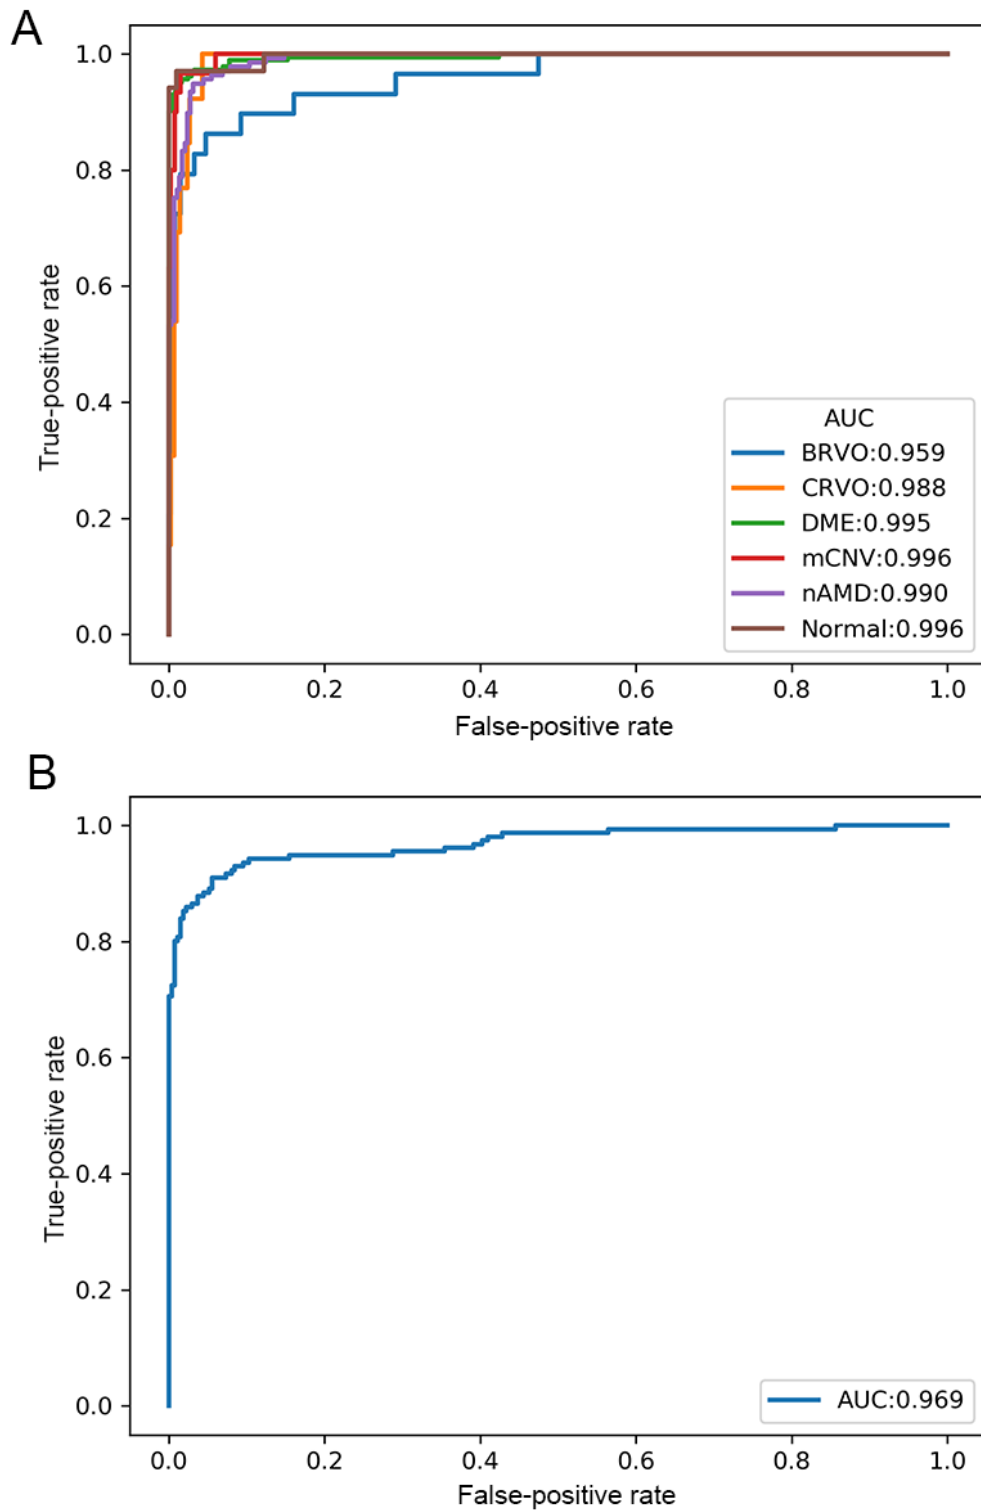 A
1.0
0.8
0.6
0.4
0.2
0.0
True-positive rate
AUC
BRVO:0.959
CRVO:0.988
DME:0.995
mCNV:0.996
nAMD:0.990
Normal:0.996
0.0 0.2 0.4 0.6 0.8 1.0
False-positive rate
B
1.0
0.8
0.6
0.4
0.2
0.0
True-positive rate
AUC:0.969
0.0 0.2 0.4 0.6 0.8 1.0
False-positive rate